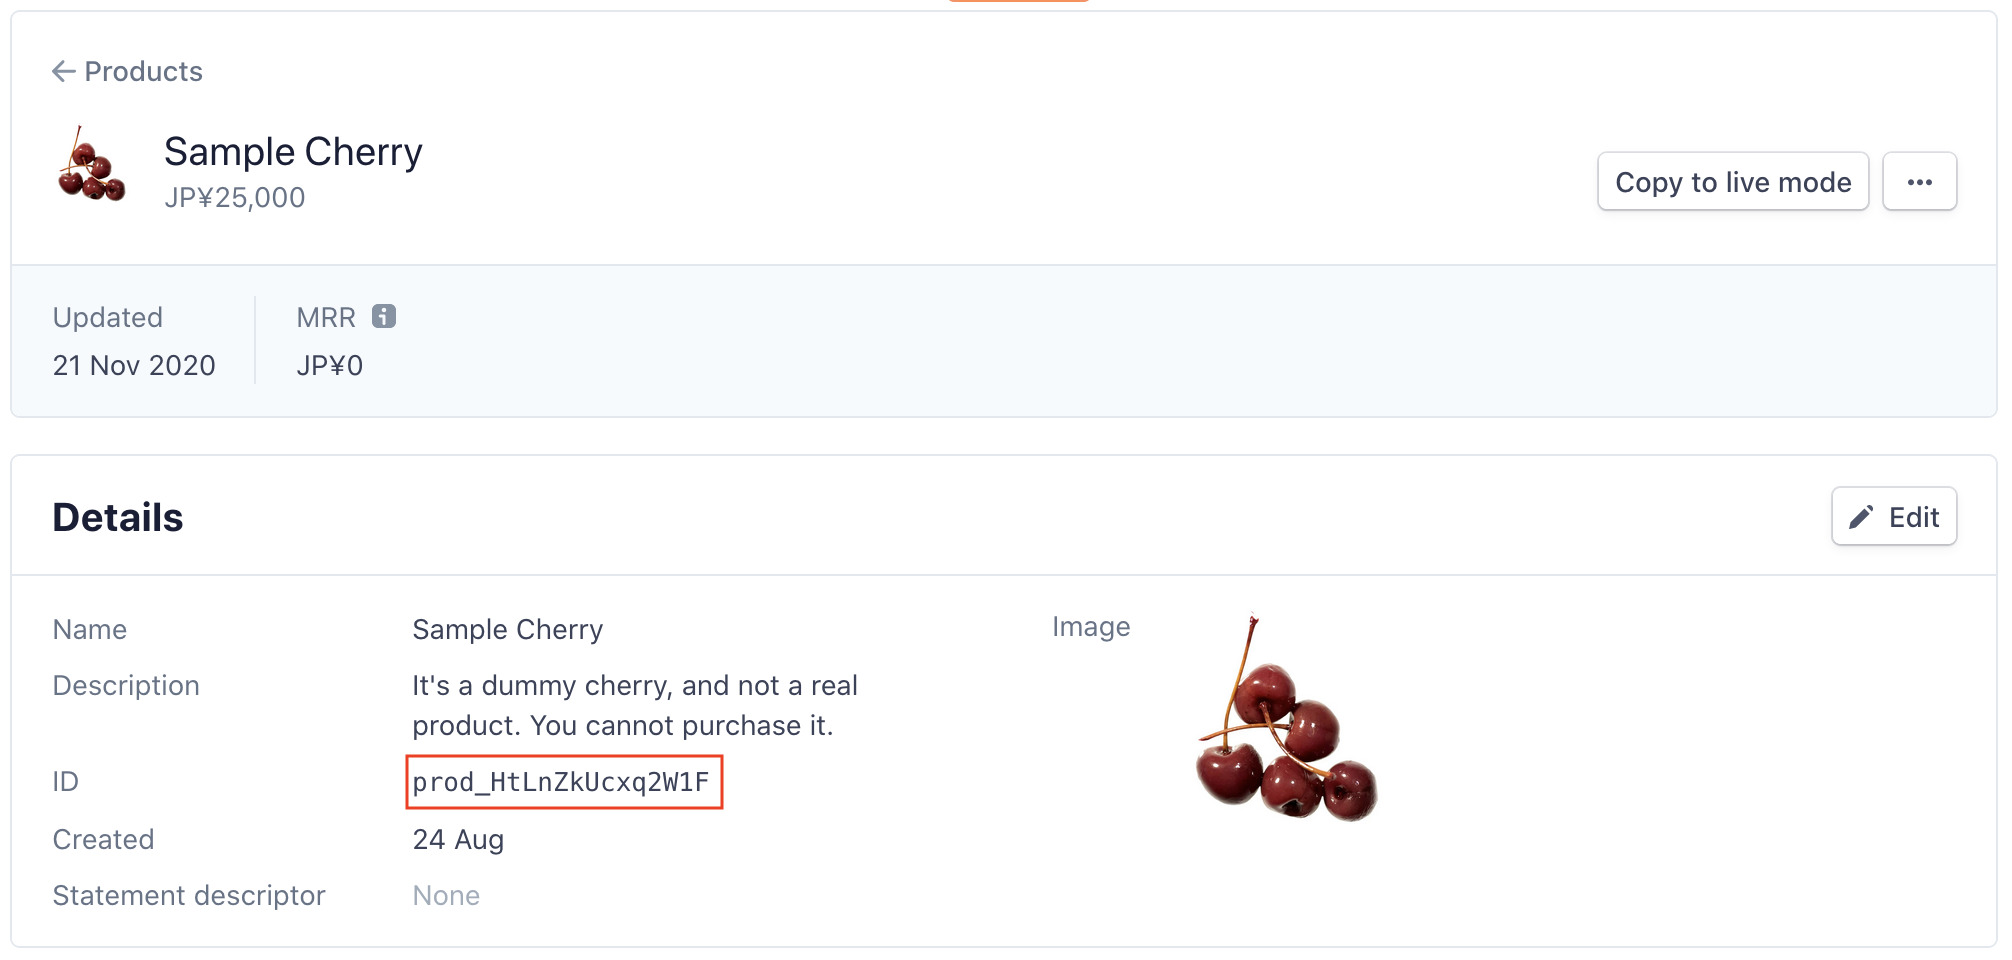 Products
Sample Cherry
JP¥25,000
Copy to live mode
Updated
21 Nov 2020
MRR
JP¥0
Details
Edit
Name
Sample Cherry
Description
It's a dummy cherry, and not a real
product. You cannot purchase it.
ID
prod_HtLnZkUcxq2W1F
Created
24 Aug
Statement descriptor
None
Image